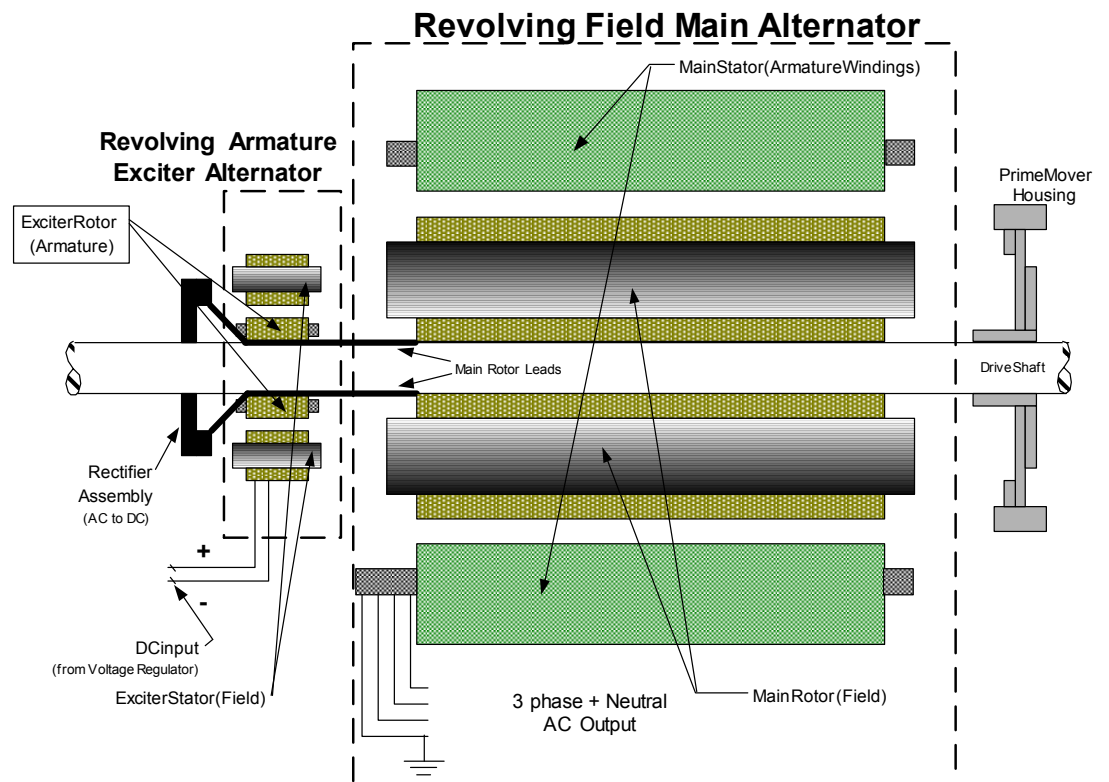 Revolving Field Main Alternator
MainStator(ArmatureWindings)
Revolving Armature
Exciter Alternator
PrimeMover
Housing
ExciterRotor
(Armature)
Main Rotor Leads
DriveShaft
Rectifier
Assembly
(AC to DC)
+
-
DCinput
(from Voltage Regulator)
ExciterStator(Field)
3 phase + Neutral
AC Output
MainRotor(Field)